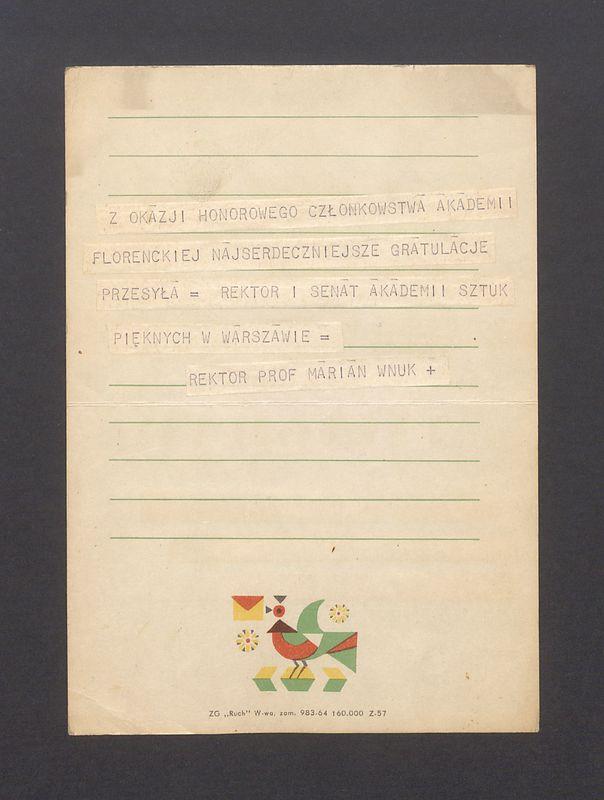 Z OKAZJI HONOROWEGO CZŁONKOWSTWA AKADEMII
FLORENCKIEJ NAJSERDECZNIEJSZE GRATULACJE
PRZESYŁA = REKTOR I SENAT AKADEMII SZTUK
PIĘKNYCH W WARSZAWIE =
REKTOR PROF MARIAN WNUK +
ZG „Ruch" W-wa, zam. 983-64 160.000 Z-57